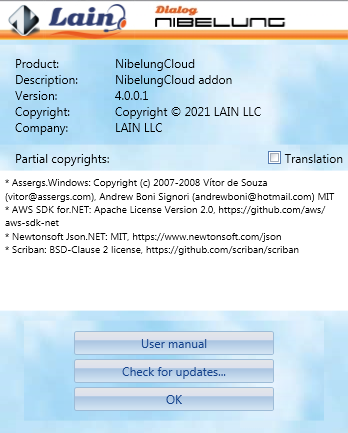 Lain
Dialog
NIBELUNG
Product: NibelungCloud
Description: NibelungCloud addon
Version: 4.0.0.1
Copyright: Copyright © 2021 LAIN LLC
Company: LAIN LLC
Partial copyrights: Translation
* Assergs.Windows: Copyright (c) 2007-2008 Vítor de Souza
(vitor@assergs.com), Andrew Boni Signori (andrewboni@hotmail.com) MIT
* AWS SDK for.NET: Apache License Version 2.0, https://github.com/aws/
aws-sdk-net
* Newtonsoft Json.NET: MIT, https://www.newtonsoft.com/json
* Scriban: BSD-Clause 2 license, https://github.com/scriban/scriban
User manual
Check for updates...
OK